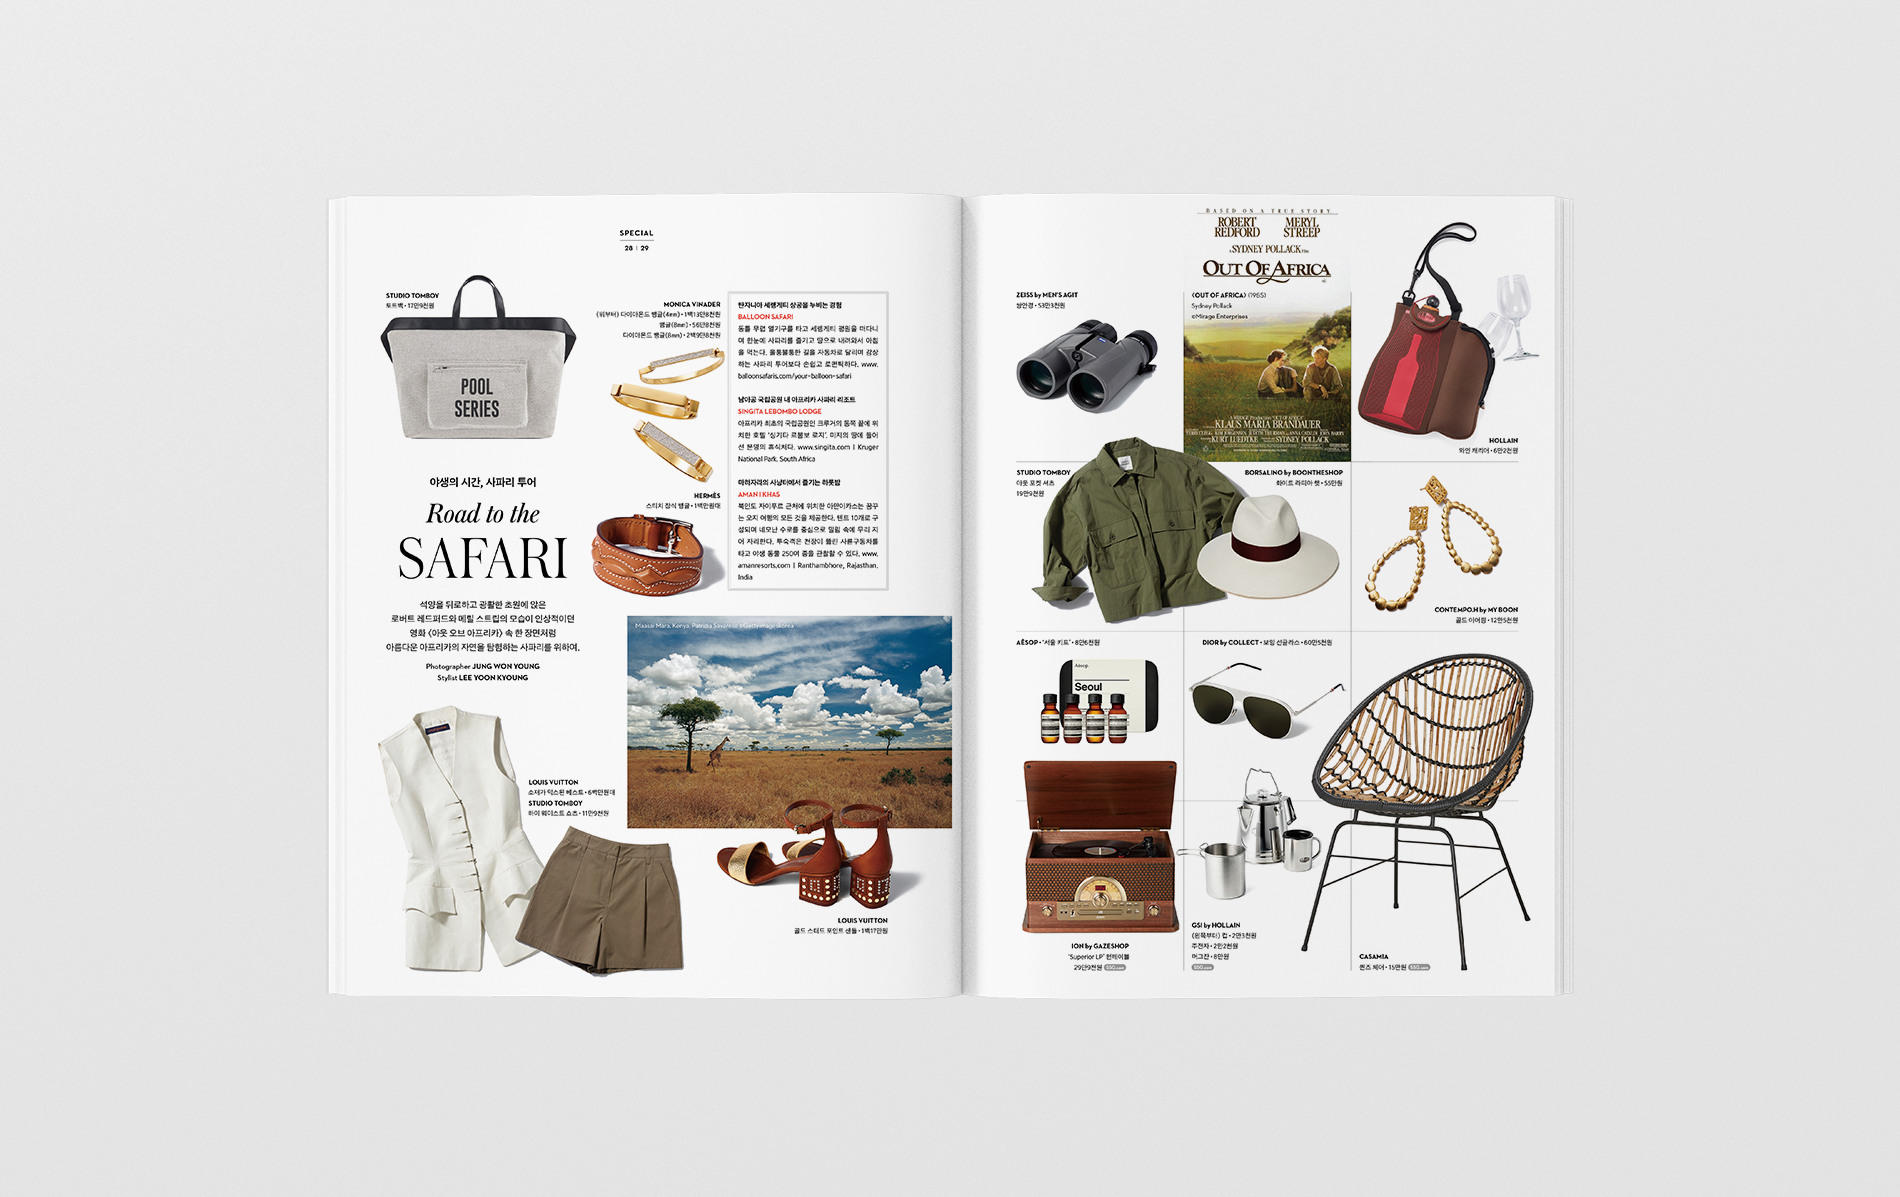 SPECIAL
28 | 29
STUDIO TOMBOY
토트백 • 17만9천원
POOL
SERIES
MONICA VINADER
(위부터) 다이아몬드 뱅글(4mm) • 1백13만8천원
뱅글(8mm) • 56만8천원
다이아몬드 뱅글(8mm) • 2백9만8천원
HERMÈS
스티치 장식 뱅글 • 1백만원대
탄자니아 세렝게티 상공을 누비는 경험
BALLOON SAFARI
동틀 무렵 열기구를 타고 세렝게티 평원을 떠다니
며 한눈에 사파리를 즐기고 땅으로 내려와서 아침
을 먹는다. 울퉁불퉁한 길을 자동차로 달리며 감상
하는 사파리 투어보다 손쉽고 로맨틱하다. www.
balloonsafaris.com/your-balloon-safari
남아공 국립공원 내 아프리카 사파리 리조트
SINGITA LEBOMBO LODGE
아프리카 최초의 국립공원인 크루거의 동쪽 끝에 위
치한 호텔 '싱기타 르봄보 로지'. 미지의 땅에 들어
선 문명의 휴식처다. www.singita.com | Kruger
National Park, South Africa
마하자라의 사냥터에서 즐기는 하룻밤
AMAN I KHAS
북인도 자이푸르 근처에 위치한 아만이카스는 꿈꾸
는 오지 여행의 모든 것을 제공한다. 텐트 10개로 구
성되며 네모난 수로를 중심으로 밀림 속에 무리 지
어 자리한다. 투숙객은 천장이 뚫린 사륜구동차를
타고 야생 동물 250여 종을 관찰할 수 있다. www.
amanresorts.com | Ranthambhore, Rajasthan,
India
야생의 시간, 사파리 투어
Road to the
SAFARI
석양을 뒤로하고 광활한 초원에 앉은
로버트 레드퍼드와 메릴 스트립의 모습이 인상적이던
영화 〈아웃 오브 아프리카〉 속 한 장면처럼
아름다운 아프리카의 자연을 탐험하는 사파리를 위하여.
Photographer JUNG WON YOUNG
Stylist LEE YOON KYOUNG
Maasai Mara, Kenya, Patrizia Savarese ©Gettyimageskorea
LOUIS VUITTON
소재가 믹스된 베스트 • 6백만원대
STUDIO TOMBOY
하이 웨이스트 쇼츠 • 11만9천원
LOUIS VUITTON
골드 스터드 포인트 샌들 • 1백17만원
ZEISS by MEN'S AGIT
쌍안경 • 53만3천원
BASED ON A TRUE STORY
ROBERT REDFORD
MERYL STREEP
A SYDNEY POLLACK Film
OUT OF AFRICA
〈OUT OF AFRICA〉 (1985)
Sydney Pollack
©Mirage Enterprises
KLAUS MARIA BRANDAUER
KURT LUEDTKE
SYDNEY POLLACK
HOLLAIN
와인 캐리어 • 6만2천원
STUDIO TOMBOY
아웃 포켓 셔츠
19만9천원
BORSALINO by BOONTHESHOP
화이트 라피아 햇 • 55만원
CONTEMPO.H by MY BOON
골드 이어링 • 12만5천원
AĒSOP • '서울 키트' • 8만6천원
Aēsop.
Seoul
DIOR by COLLECT • 보잉 선글라스 • 60만5천원
ION by GAZESHOP
'Superior LP' 턴테이블
29만9천원 SSG.com
GSI by HOLLAIN
(왼쪽부터) 컵 • 2만3천원
주전자 • 2만2천원
머그잔 • 8만원
SSG.com
CASAMIA
퀸즈 체어 • 15만원 SSG.com